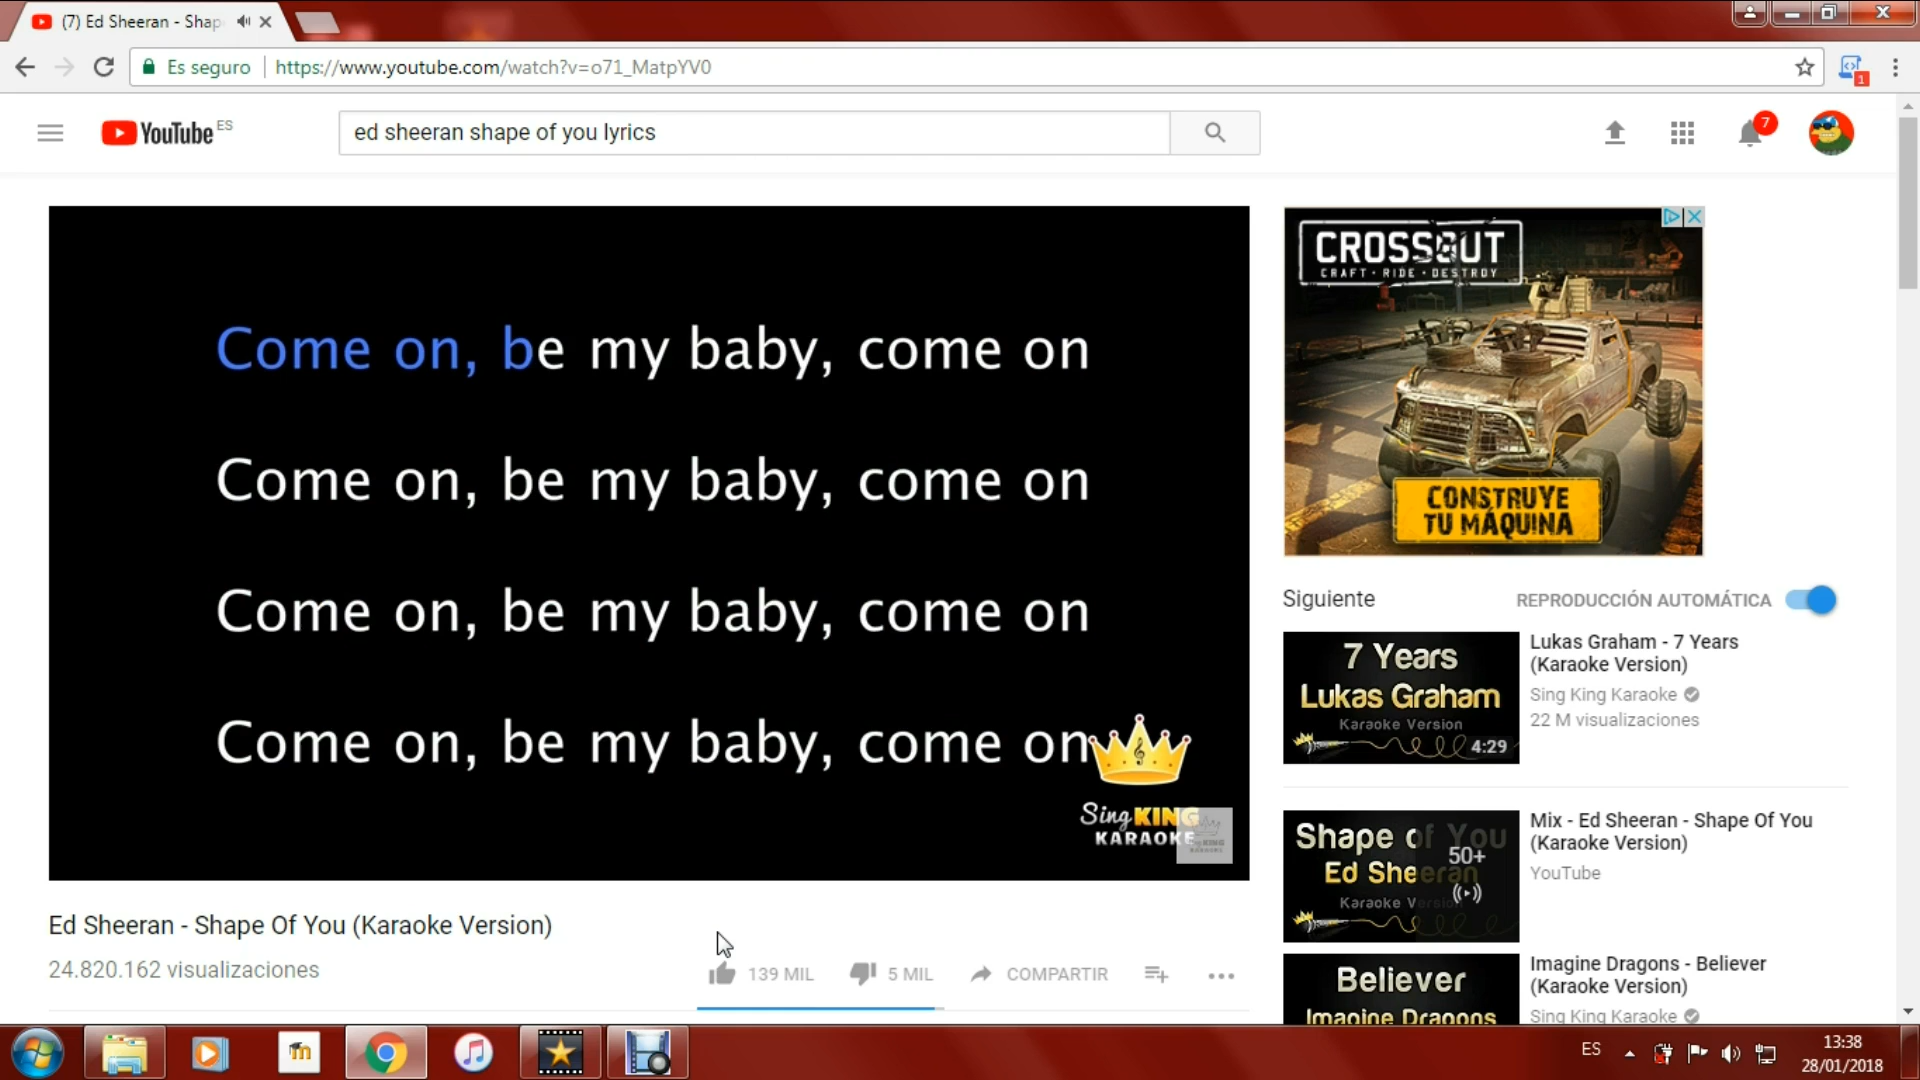 (7) Ed Sheeran - Shap
Es seguro
https://www.youtube.com/watch?v=o71_MatpYV0
1
YouTube ES
ed sheeran shape of you lyrics
7
Come on, be my baby, come on
Come on, be my baby, come on
Come on, be my baby, come on
Come on, be my baby, come on
Sing KING
KARAOKE
CROSSOUT
CRAFT • RIDE • DESTROY
CONSTRUYE
TU MÁQUINA
Siguiente
REPRODUCCIÓN AUTOMÁTICA
7 Years
Lukas Graham
Karaoke Version
4:29
Lukas Graham - 7 Years
(Karaoke Version)
Sing King Karaoke
22 M visualizaciones
Shape of You
Ed Sheeran
Karaoke Version
50+
Mix - Ed Sheeran - Shape Of You
(Karaoke Version)
YouTube
Believer
Imagine Dragons
Imagine Dragons - Believer
(Karaoke Version)
Sing King Karaoke
Ed Sheeran - Shape Of You (Karaoke Version)
24.820.162 visualizaciones
139 MIL
5 MIL
COMPARTIR
m
ES
13:38
28/01/2018